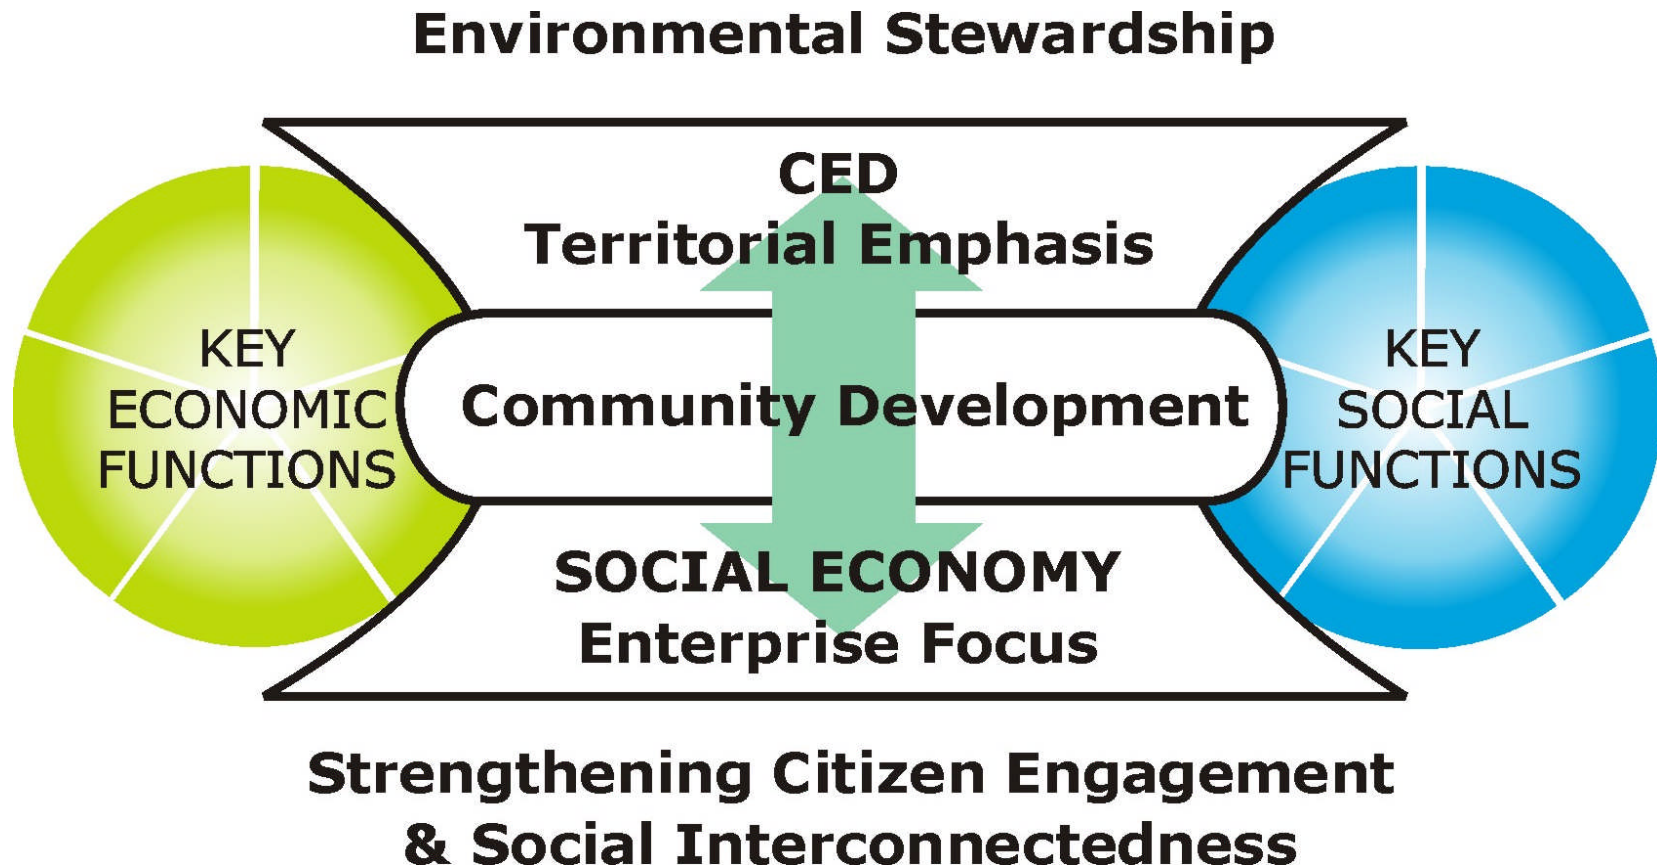 Environmental Stewardship
CED
Territorial Emphasis
KEY
ECONOMIC
FUNCTIONS
Community Development
KEY
SOCIAL
FUNCTIONS
SOCIAL ECONOMY
Enterprise Focus
Strengthening Citizen Engagement
& Social Interconnectedness